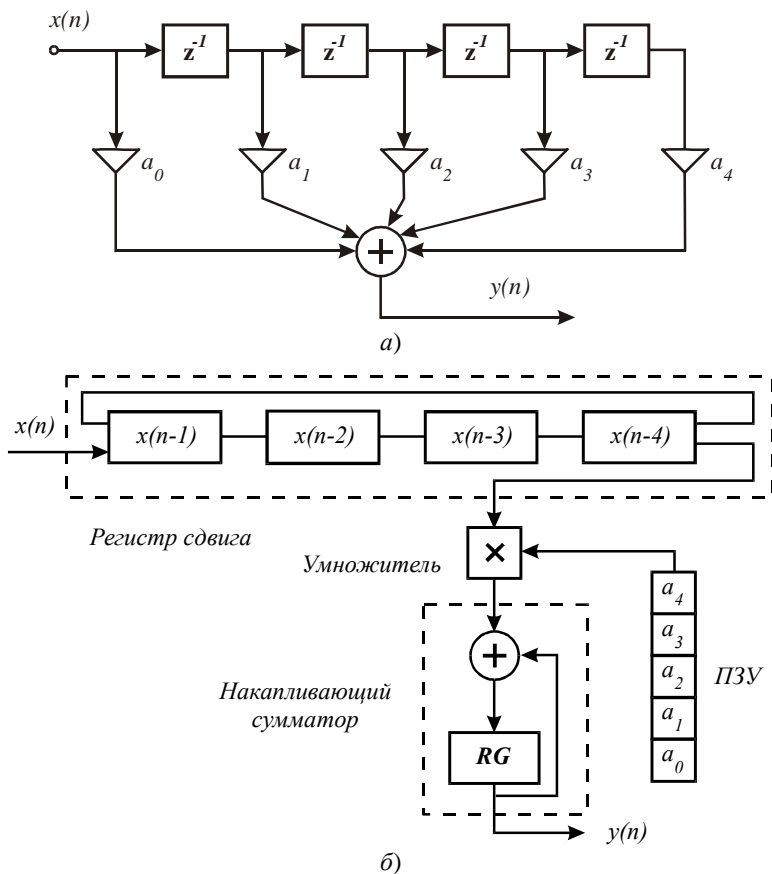 x(n)
z⁻¹ z⁻¹ z⁻¹ z⁻¹
a₀ a₁ a₂ a₃ a₄
+
y(n)
а)
x(n)
x(n-1) x(n-2) x(n-3) x(n-4)
Регистр сдвига
Умножитель
×
a₄
a₃
a₂
a₁
a₀
ПЗУ
+
Накапливающий
сумматор
RG
y(n)
б)